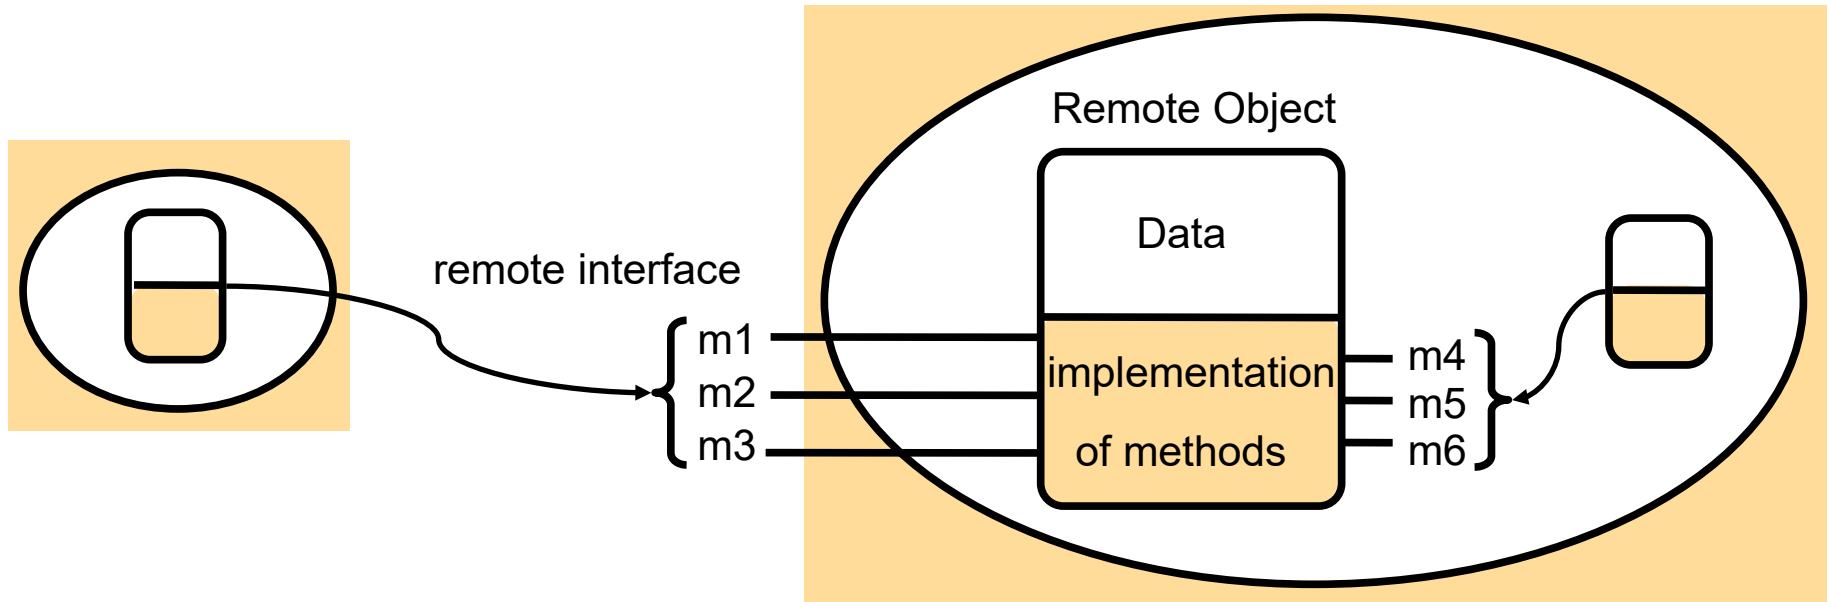 Remote Object
Data
remote interface
m1
m2
m3
implementation
of methods
m4
m5
m6